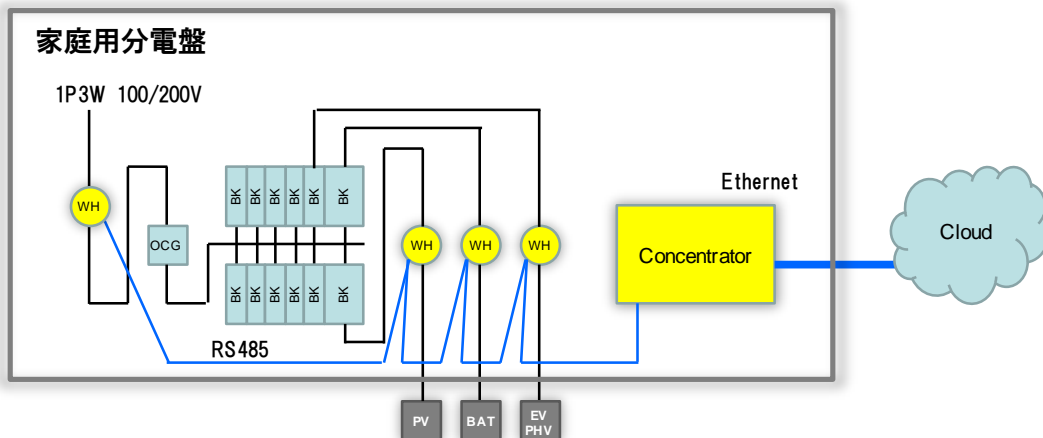 家庭用分電盤
1P3W 100/200V
WH
OCG
BK BK BK BK BK BK
BK BK BK BK BK BK
WH WH WH
RS485
Ethernet
Concentrator
Cloud
PV
BAT
EV
PHV